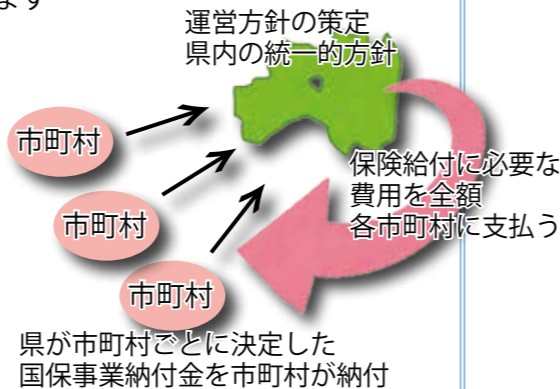 ます
運営方針の策定
県内の統一的方針
市町村
市町村
市町村
保険給付に必要な
費用を全額
各市町村に支払う
県が市町村ごとに決定した
国保事業納付金を市町村が納付